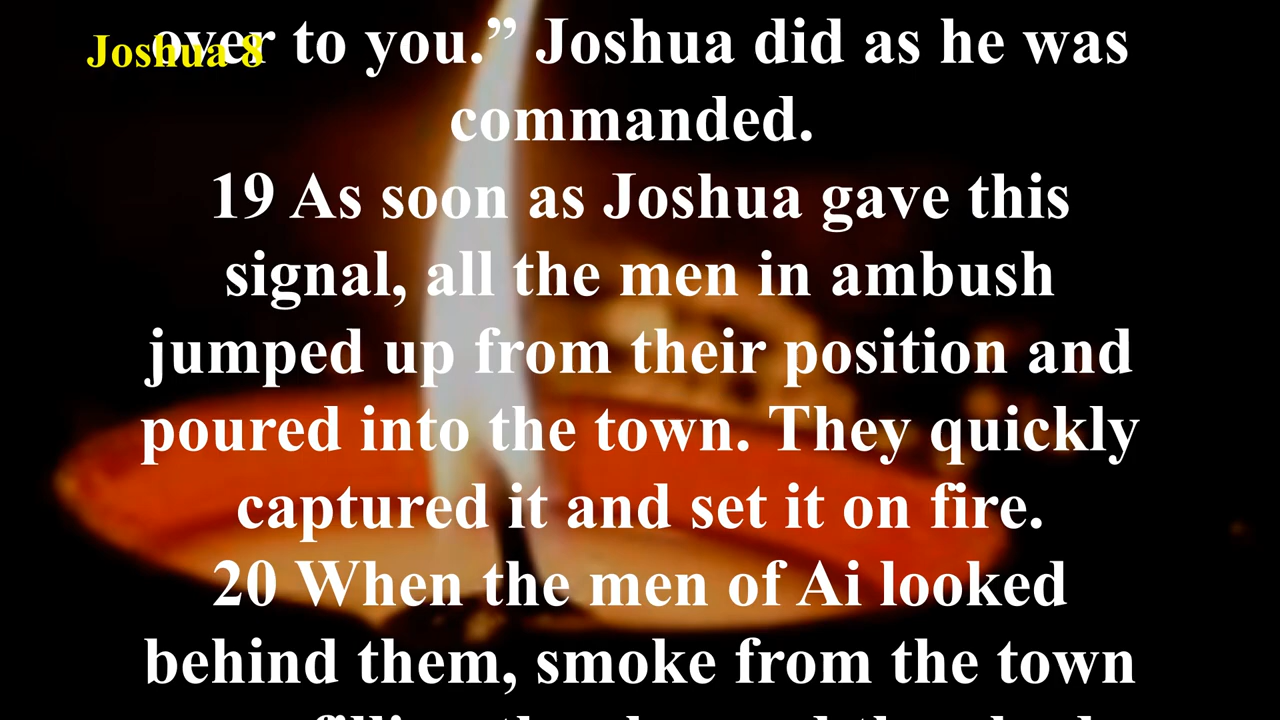 Joshua 8
over to you.” Joshua did as he was
commanded.
19 As soon as Joshua gave this
signal, all the men in ambush
jumped up from their position and
poured into the town. They quickly
captured it and set it on fire.
20 When the men of Ai looked
behind them, smoke from the town